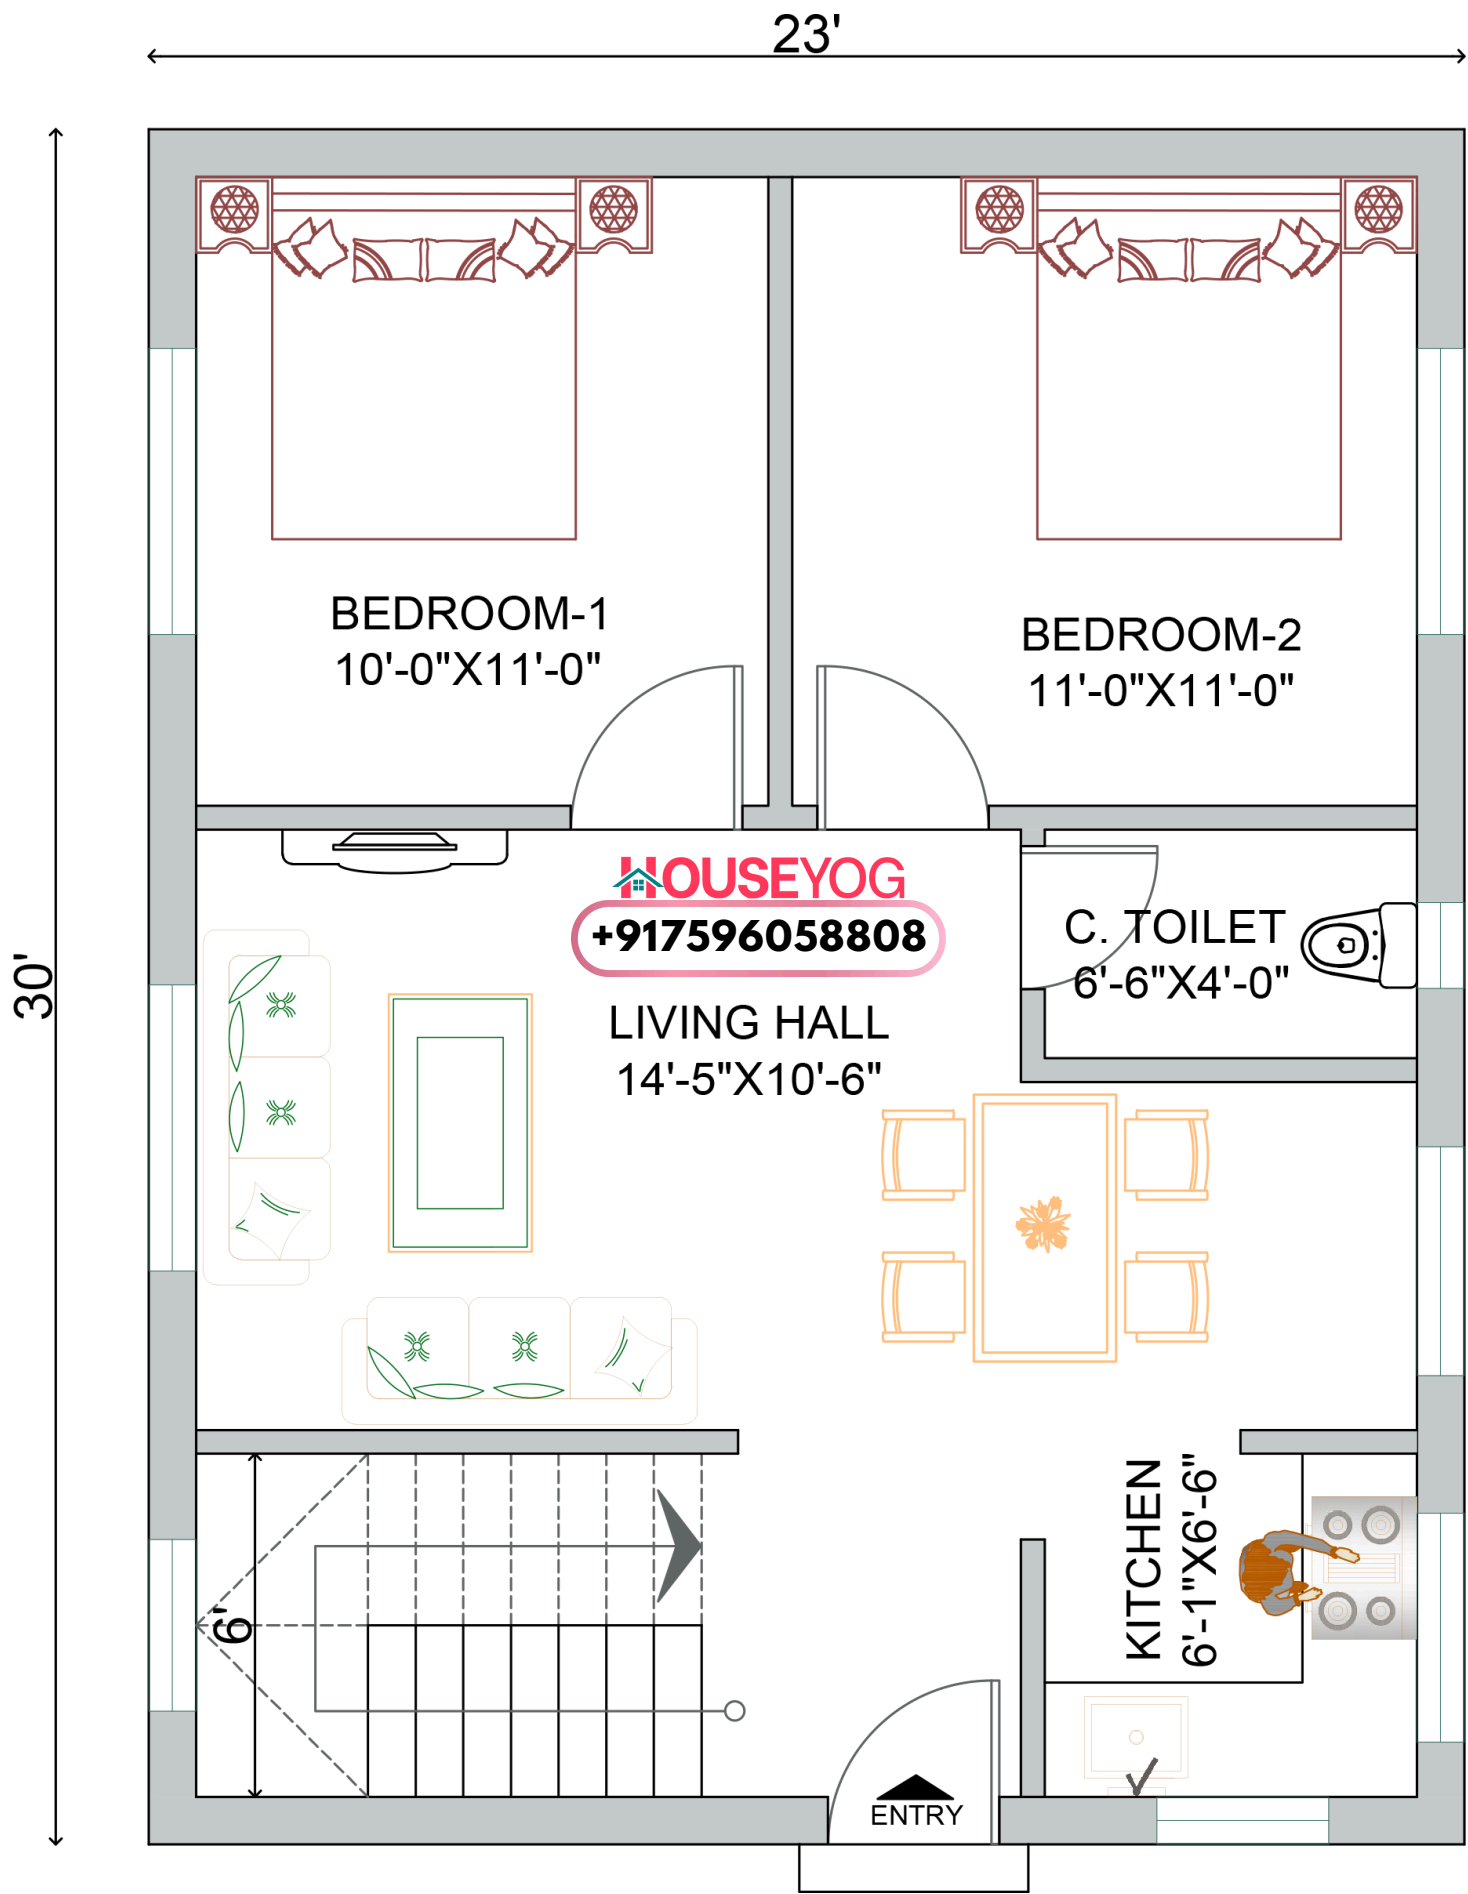 23'
30'
BEDROOM-1
10'-0"X11'-0"
BEDROOM-2
11'-0"X11'-0"
HOUSEYOG
+917596058808
C. TOILET
6'-6"X4'-0"
LIVING HALL
14'-5"X10'-6"
KITCHEN
6'-1"X6'-6"
6'
ENTRY